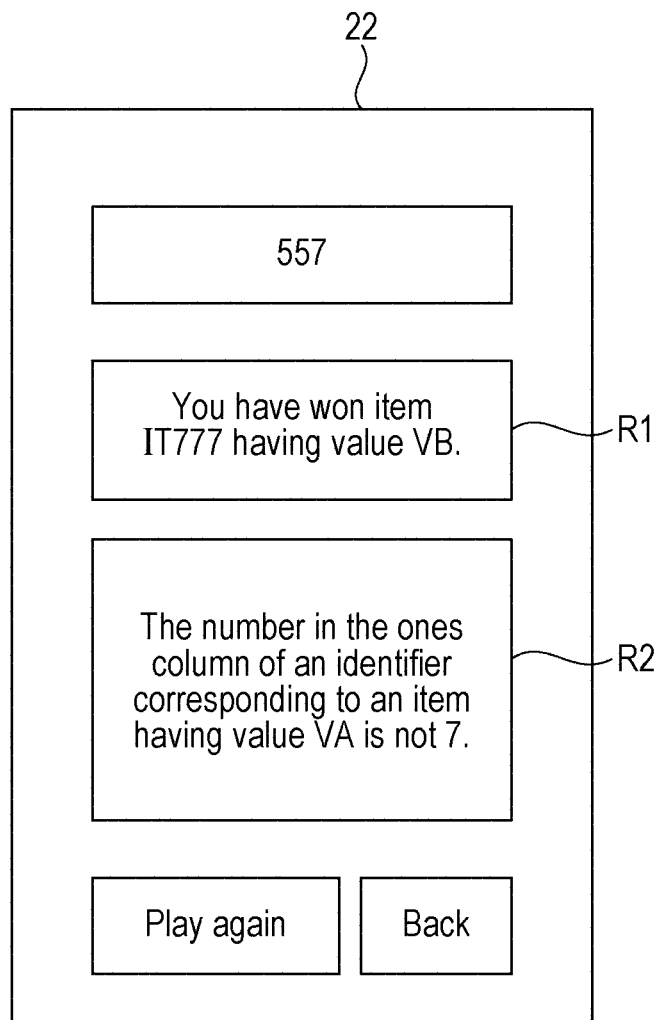 22
557
You have won item
IT777 having value VB.
R1
The number in the ones
column of an identifier
corresponding to an item
having value VA is not 7.
R2
Play again
Back